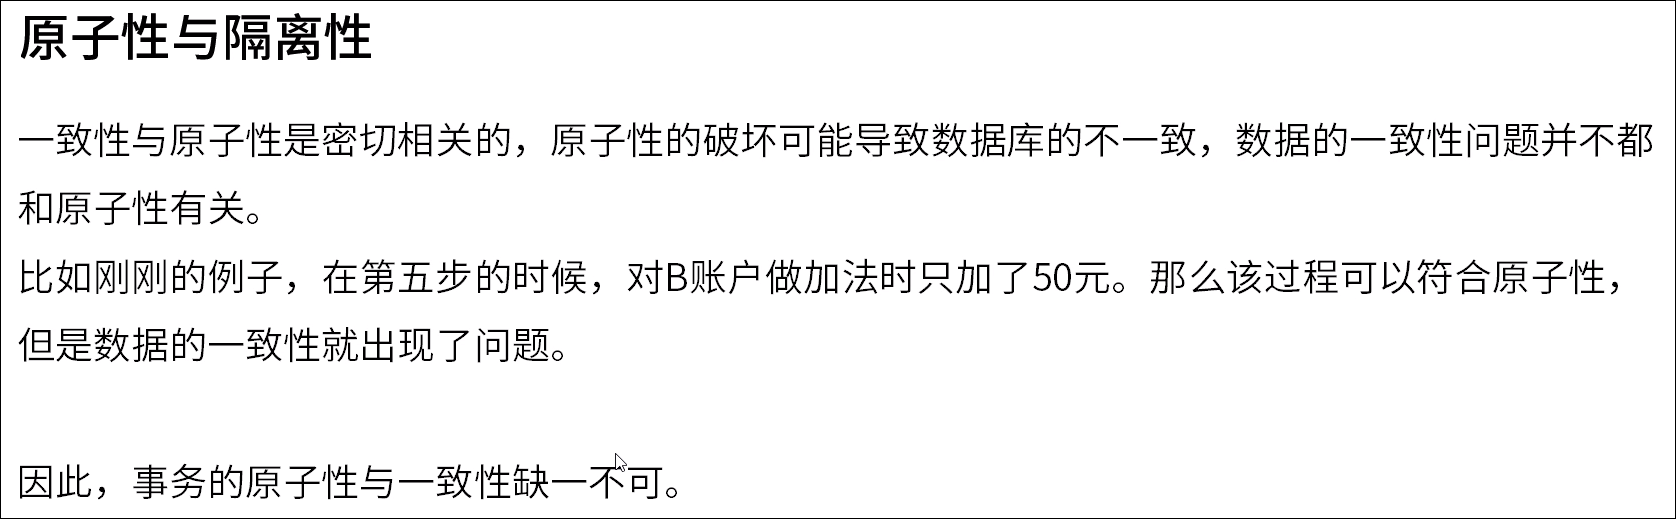 原子性与隔离性
一致性与原子性是密切相关的，原子性的破坏可能导致数据库的不一致，数据的一致性问题并不都
和原子性有关。
比如刚刚的例子，在第五步的时候，对B账户做加法时只加了50元。那么该过程可以符合原子性，
但是数据的一致性就出现了问题。
因此，事务的原子性与一致性缺一不可。